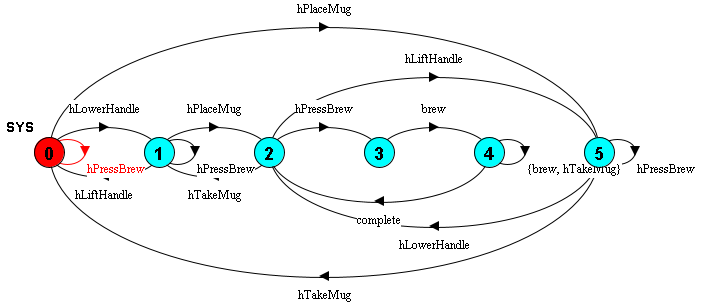 hPlaceMug
hLiftHandle
hLowerHandle
hPlaceMug
hPressBrew
brew
SYS
0
1
2
3
4
5
hPressBrew
hPressBrew
{brew, hTakeMug}
hPressBrew
hLiftHandle
hTakeMug
complete
hLowerHandle
hTakeMug